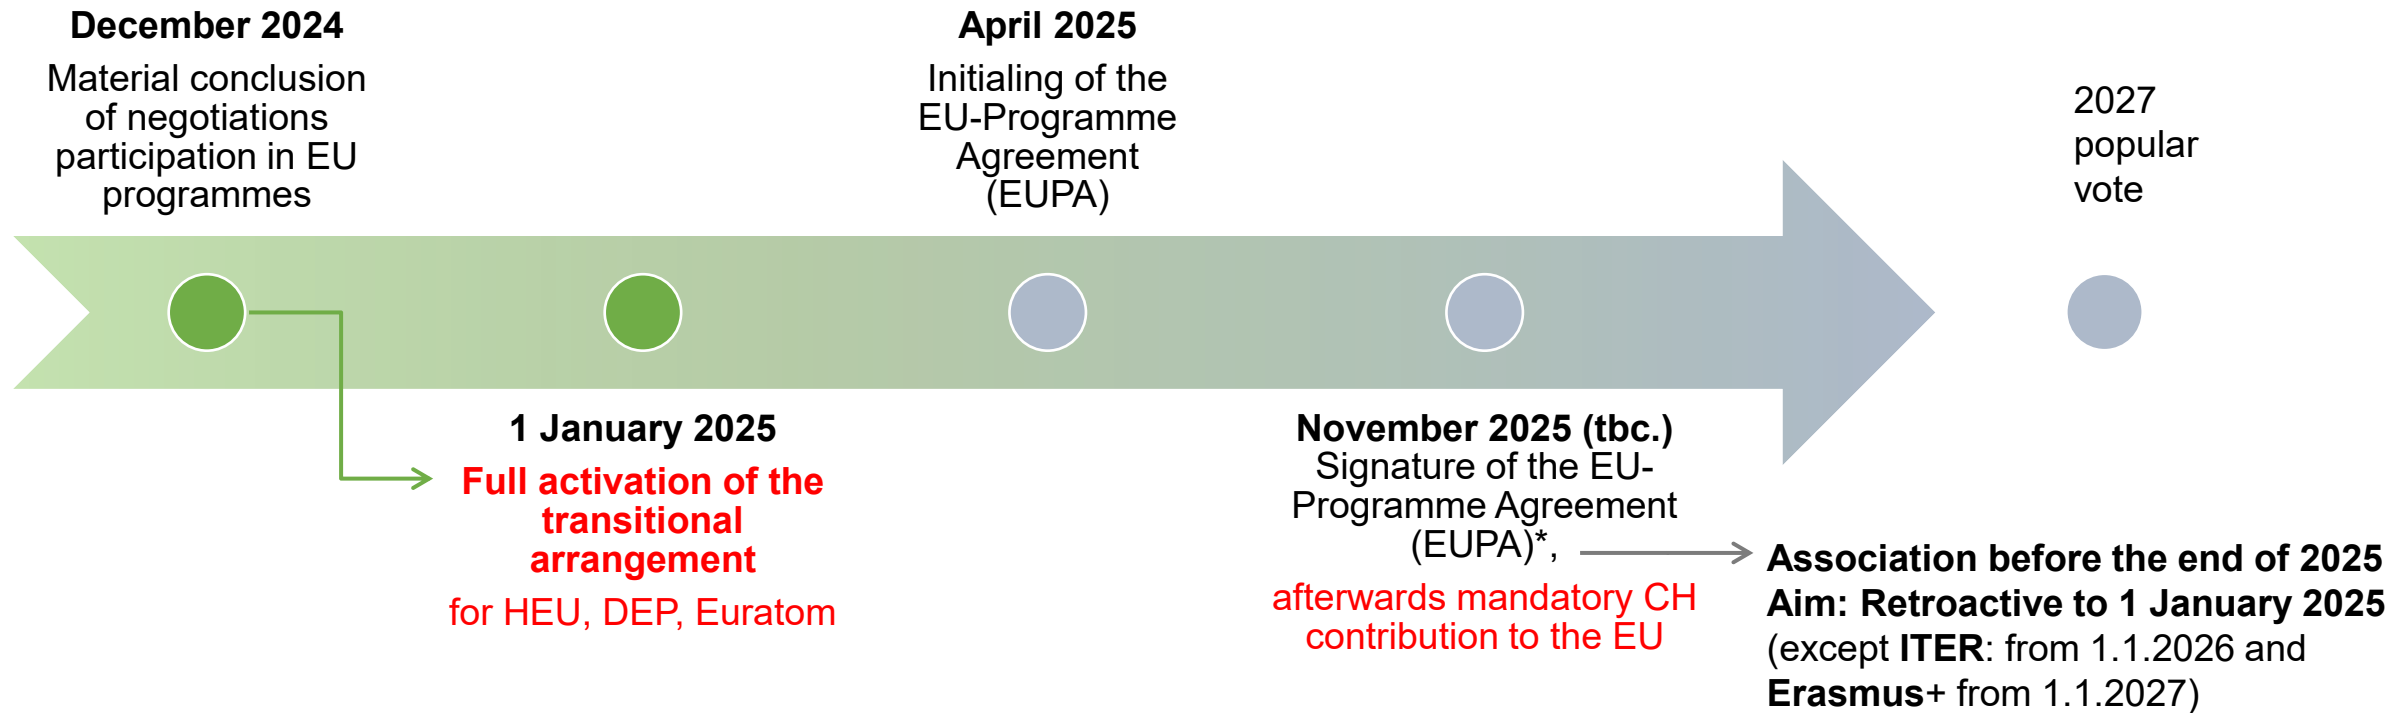 December 2024
Material conclusion
of negotiations
participation in EU
programmes
1 January 2025
Full activation of the
transitional
arrangement
for HEU, DEP, Euratom
April 2025
Initialing of the
EU-Programme
Agreement
(EUPA)
November 2025 (tbc.)
Signature of the EU-
Programme Agreement
(EUPA)*,
afterwards mandatory CH
contribution to the EU
Association before the end of 2025
Aim: Retroactive to 1 January 2025
(except ITER: from 1.1.2026 and
Erasmus+ from 1.1.2027)
2027
popular
vote